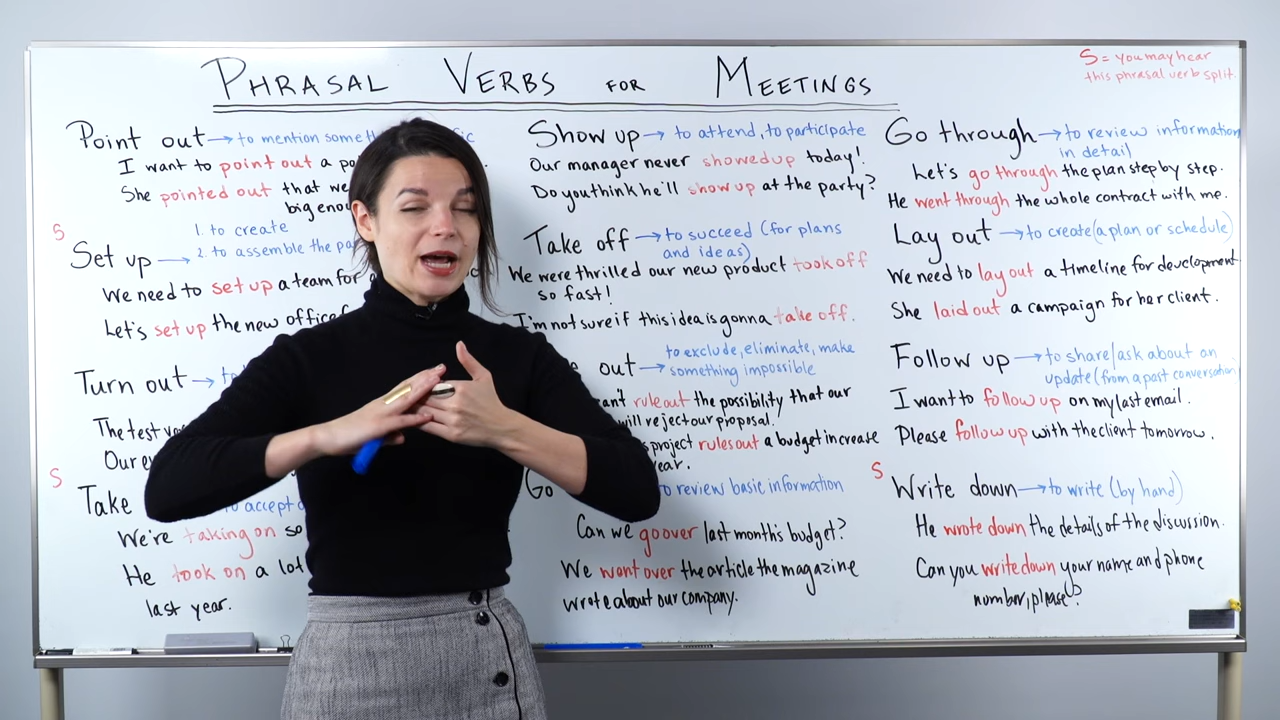 PHRASAL VERBS FOR MEETINGS
S = you may hear
this phrasal verb split.
Point out → to mention
I want to point out a
She pointed out that we
big
S
Set up → 1. to create
2. to assemble the
We need to set up a team for
Let's set up the new office
Turn out →
The test
Our
S
Take
to accept
We're taking on so
He took on a lot
last year.
Show up → to attend, to participate
Our manager never showed up today!
Do you think he'll show up at the party?
Take off → to succeed (for plans
and ideas)
We were thrilled our new product took off
so fast!
I'm not sure if this idea is gonna take off.
out → to exclude, eliminate, make
something impossible
rule out the possibility that our
will reject our proposal.
project rules out a budget increase
Go
to review basic information
Can we go over last month's budget?
We went over the article the magazine
wrote about our company.
Go through → to review information
in detail
Let's go through the plan step by step.
He went through the whole contract with me.
Lay out → to create (a plan or schedule)
We need to lay out a timeline for development.
She laid out a campaign for her client.
Follow up → to share/ask about an
update (from a past conversation)
I want to follow up on my last email.
Please follow up with the client tomorrow.
S
Write down → to write (by hand)
He wrote down the details of the discussion.
Can you write down your name and phone
number, please?